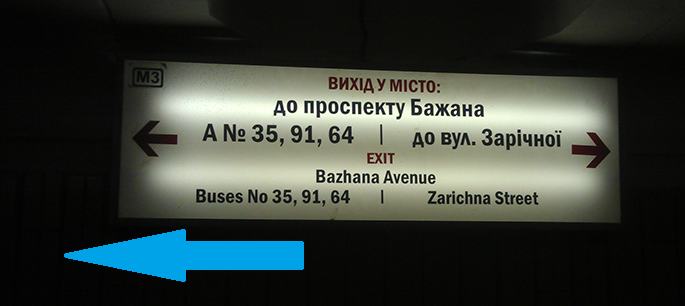 М3
ВИХІД У МІСТО:
до проспекту Бажана
А № 35, 91, 64 | до вул. Зарічної
EXIT
Bazhana Avenue
Buses No 35, 91, 64 | Zarichna Street